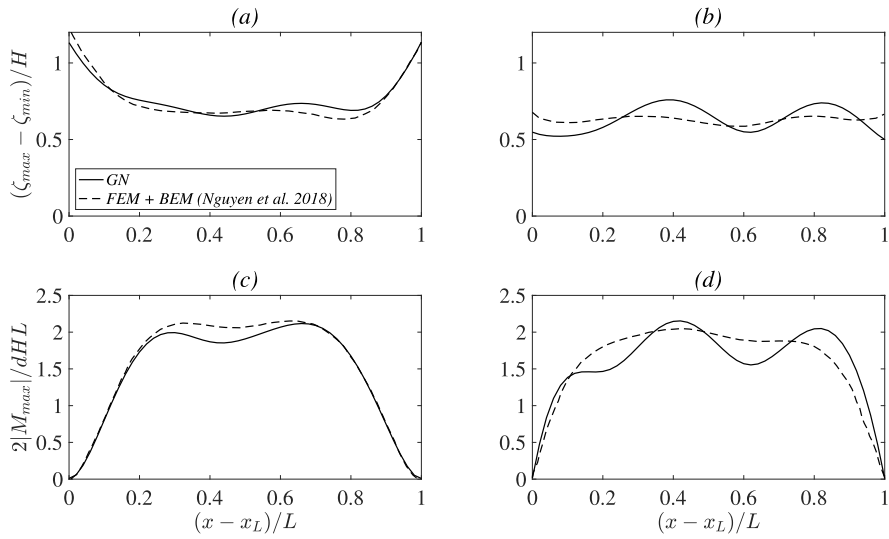 (a)
(b)
(ζmax − ζmin)/H
1
0.5
0
GN
FEM + BEM (Nguyen et al. 2018)
0 0.2 0.4 0.6 0.8 1
1
0.5
0
0 0.2 0.4 0.6 0.8 1
(c)
(d)
2|Mmax|/dHL
2.5
2
1.5
1
0.5
0
0 0.2 0.4 0.6 0.8 1
(x − xL)/L
2.5
2
1.5
1
0.5
0
0 0.2 0.4 0.6 0.8 1
(x − xL)/L